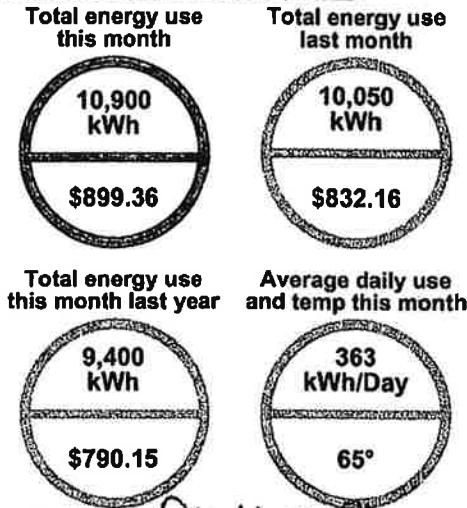 Total energy use
this month
10,900
kWh
$899.36
Total energy use
last month
10,050
kWh
$832.16
Total energy use
this month last year
9,400
kWh
$790.15
Average daily use
and temp this month
363
kWh/Day
65°